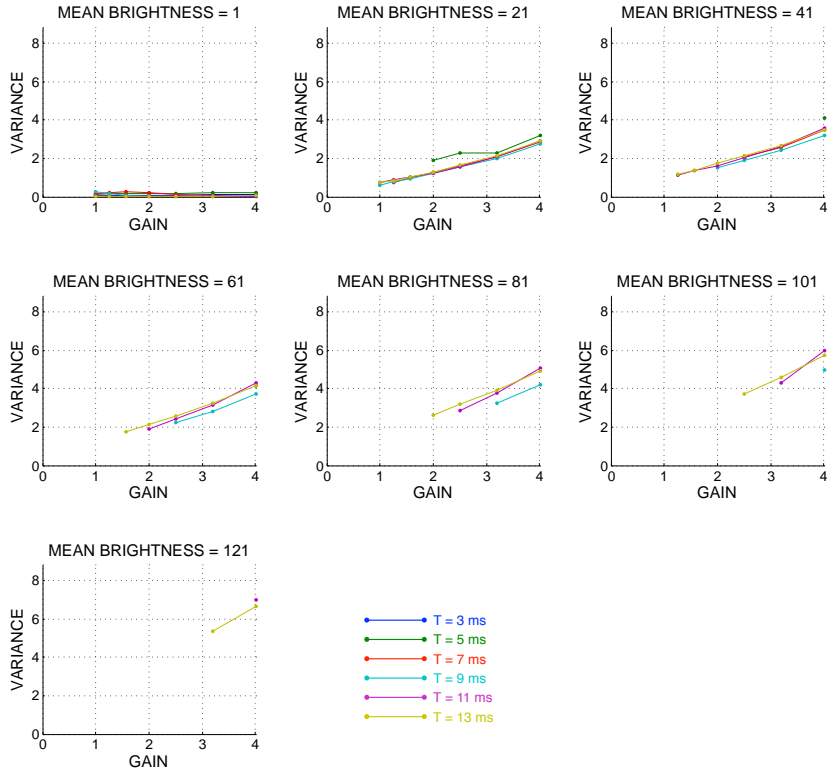 MEAN BRIGHTNESS = 1
8
6
4
2
0
VARIANCE
0 1 2 3 4
GAIN
MEAN BRIGHTNESS = 21
8
6
4
2
0
VARIANCE
0 1 2 3 4
GAIN
MEAN BRIGHTNESS = 41
8
6
4
2
0
VARIANCE
0 1 2 3 4
GAIN
MEAN BRIGHTNESS = 61
8
6
4
2
0
VARIANCE
0 1 2 3 4
GAIN
MEAN BRIGHTNESS = 81
8
6
4
2
0
VARIANCE
0 1 2 3 4
GAIN
MEAN BRIGHTNESS = 101
8
6
4
2
0
VARIANCE
0 1 2 3 4
GAIN
MEAN BRIGHTNESS = 121
8
6
4
2
0
VARIANCE
0 1 2 3 4
GAIN
T = 3 ms
T = 5 ms
T = 7 ms
T = 9 ms
T = 11 ms
T = 13 ms